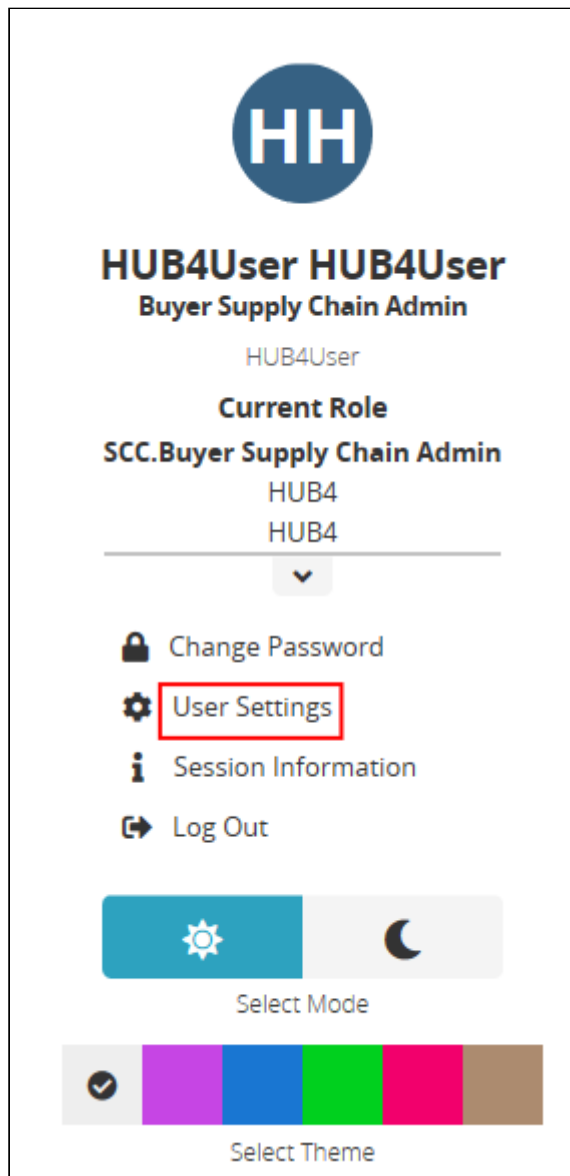 HH
HUB4User HUB4User
Buyer Supply Chain Admin
HUB4User
Current Role
SCC.Buyer Supply Chain Admin
HUB4
HUB4
Change Password
User Settings
Session Information
Log Out
Select Mode
Select Theme